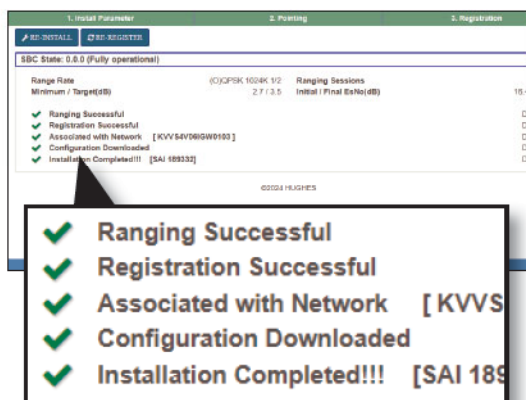 1. Install Parameter 2. Pointing 3. Registration
RE-INSTALL RE-REGISTER
SBC State: 0.0.0 (Fully operational)
Range Rate (O)QPSK 1024K 1/2 Ranging Sessions
Minimum / Target(dB) 2.7 / 3.5 Initial / Final EsNo(dB)
Ranging Successful
Registration Successful
Associated with Network [KVVS4V06IGW0103]
Configuration Downloaded
Installation Completed!!! [SAI 189332]
©2024 HUGHES
Ranging Successful
Registration Successful
Associated with Network [ KVVS
Configuration Downloaded
Installation Completed!!! [SAI 189